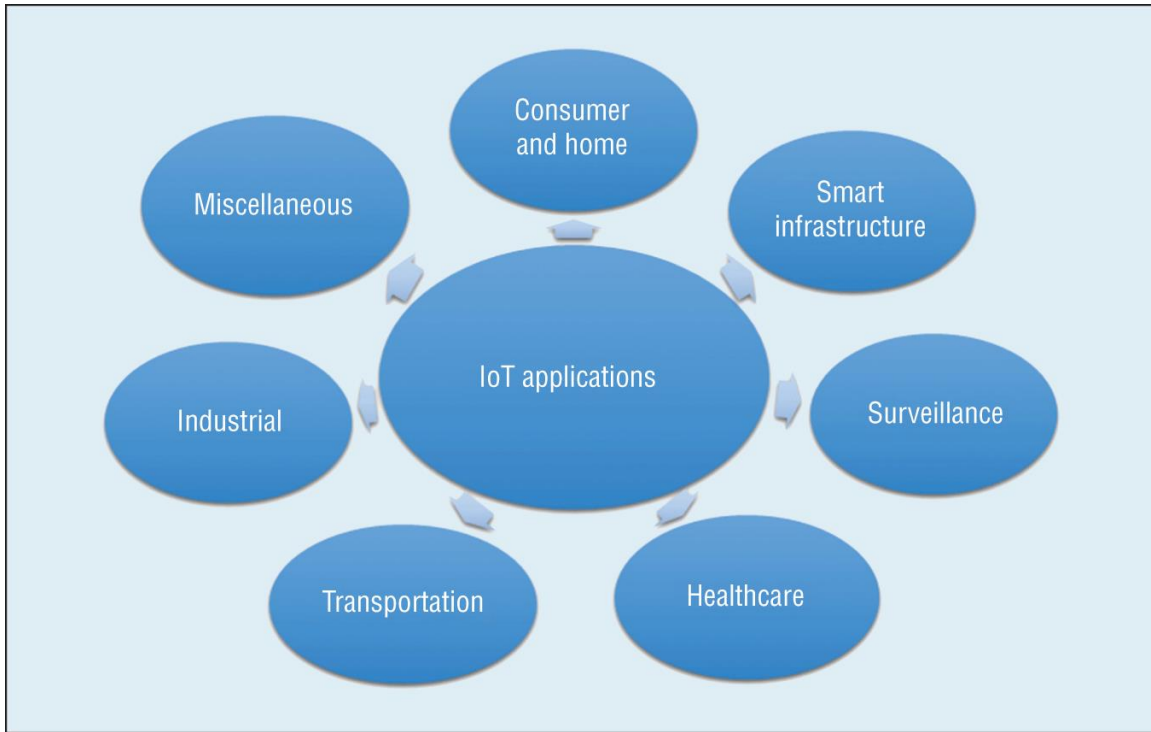 Consumer
and home
Smart
infrastructure
Miscellaneous
IoT applications
Surveillance
Industrial
Healthcare
Transportation